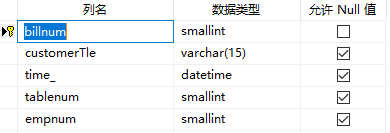 列名 数据类型 允许 Null 值
billnum smallint
customerTle varchar(15)
time_ datetime
tablenum smallint
empnum smallint